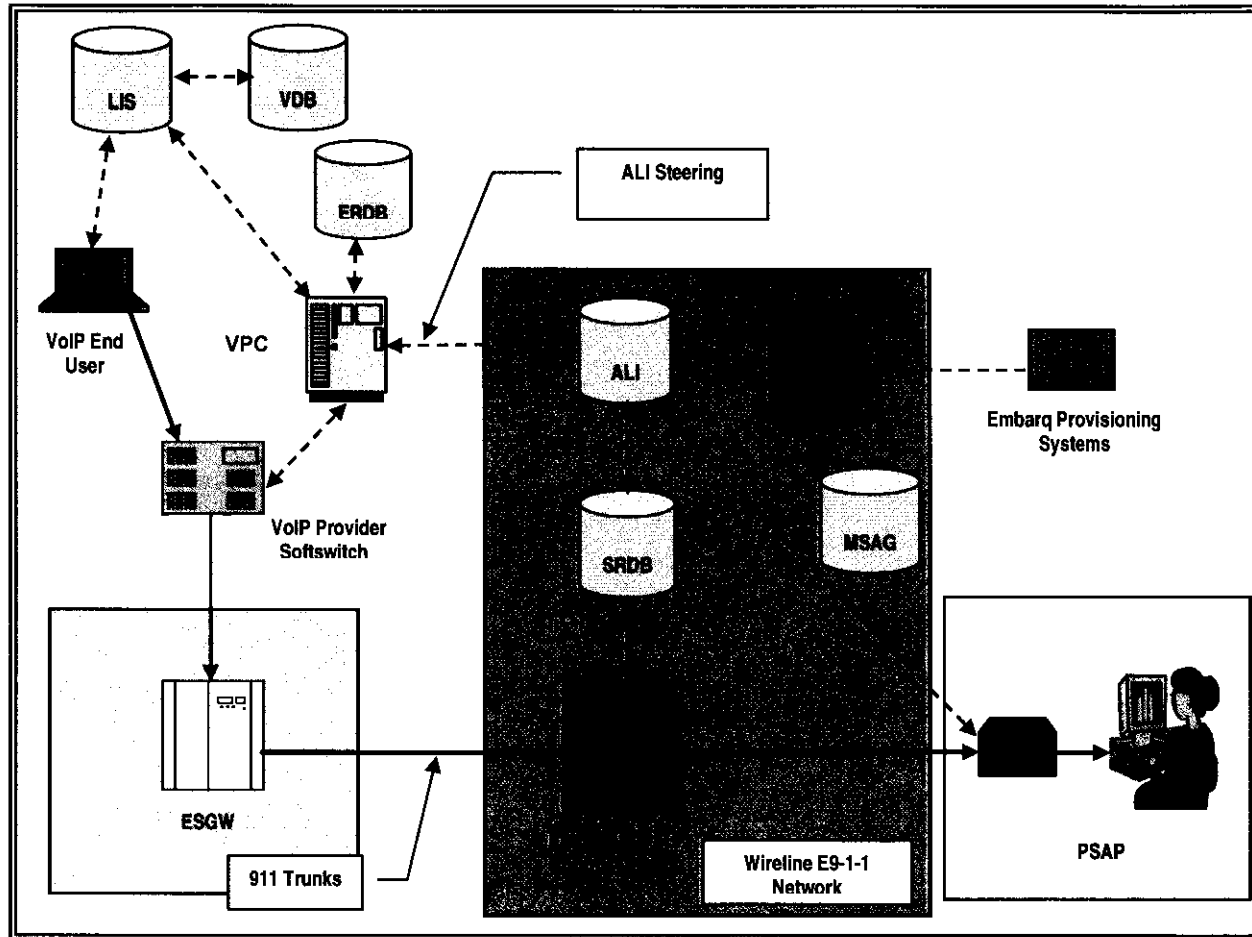 LIS
VDB
ERDB
ALI Steering
VoIP End
User
VPC
ALI
Embarq Provisioning
Systems
VoIP Provider
Softswitch
SRDB
MSAG
ESGW
911 Trunks
Wireline E9-1-1
Network
PSAP